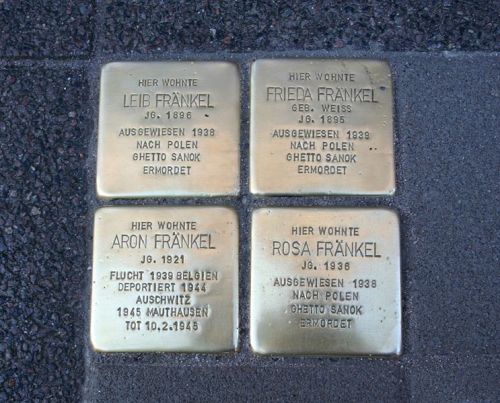 HIER WOHNTE
LEIB FRÄNKEL
JG. 1896
AUSGEWIESEN 1938
NACH POLEN
GHETTO SANOK
ERMORDET
HIER WOHNTE
FRIEDA FRÄNKEL
GEB. WEISS
JG. 1895
AUSGEWIESEN 1938
NACH POLEN
GHETTO SANOK
ERMORDET
HIER WOHNTE
ARON FRÄNKEL
JG. 1921
FLUCHT 1939 BELGIEN
DEPORTIERT 1944
AUSCHWITZ
1945 MAUTHAUSEN
TOT 10.2.1945
HIER WOHNTE
ROSA FRÄNKEL
JG. 1936
AUSGEWIESEN 1938
NACH POLEN
GHETTO SANOK
ERMORDET